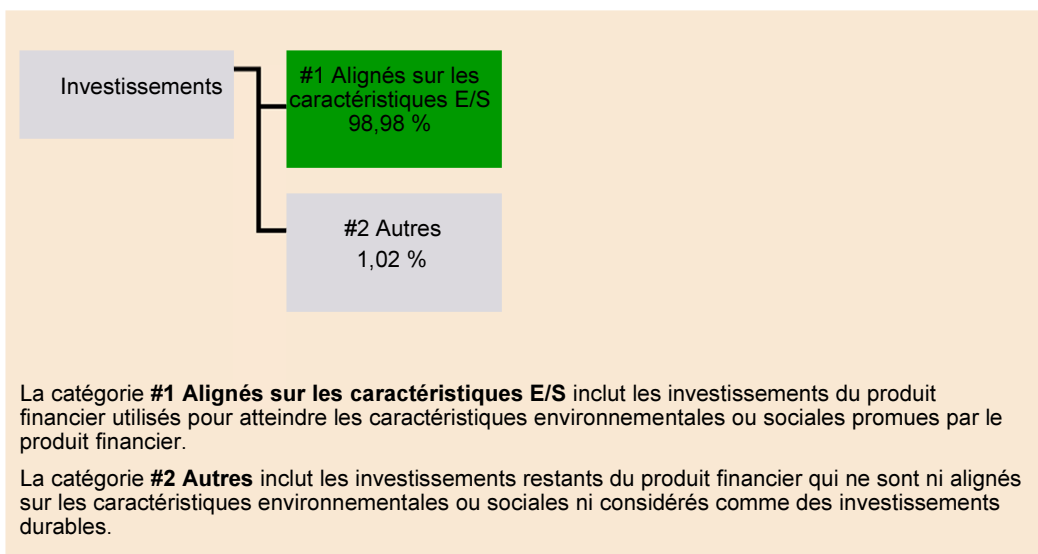 Investissements
#1 Alignés sur les
caractéristiques E/S
98,98 %
#2 Autres
1,02 %
La catégorie #1 Alignés sur les caractéristiques E/S inclut les investissements du produit
financier utilisés pour atteindre les caractéristiques environnementales ou sociales promues par le
produit financier.
La catégorie #2 Autres inclut les investissements restants du produit financier qui ne sont ni alignés
sur les caractéristiques environnementales ou sociales ni considérés comme des investissements
durables.